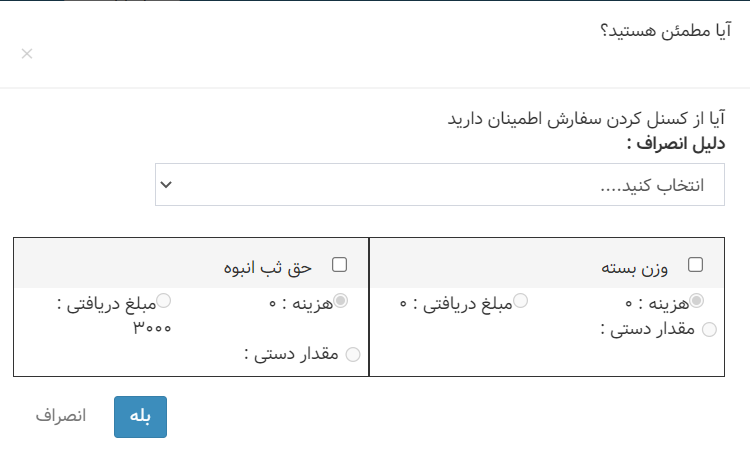 آیا مطمئن هستید؟
×
آیا از کنسل کردن سفارش اطمینان دارید
دلیل انصراف :
انتخاب کنید....
وزن بسته
هزینه : ۰ مبلغ دریافتی : ۰
مقدار دستی :
حق ثب انبوه
هزینه : ۰ مبلغ دریافتی :
۳۰۰۰
مقدار دستی :
بله انصراف